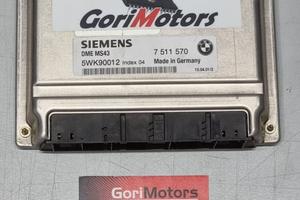 GoriMotors
SIEMENS
DME MS43
7 511 570
5WK90012 Index 04
Made in Germany
GoriMotors